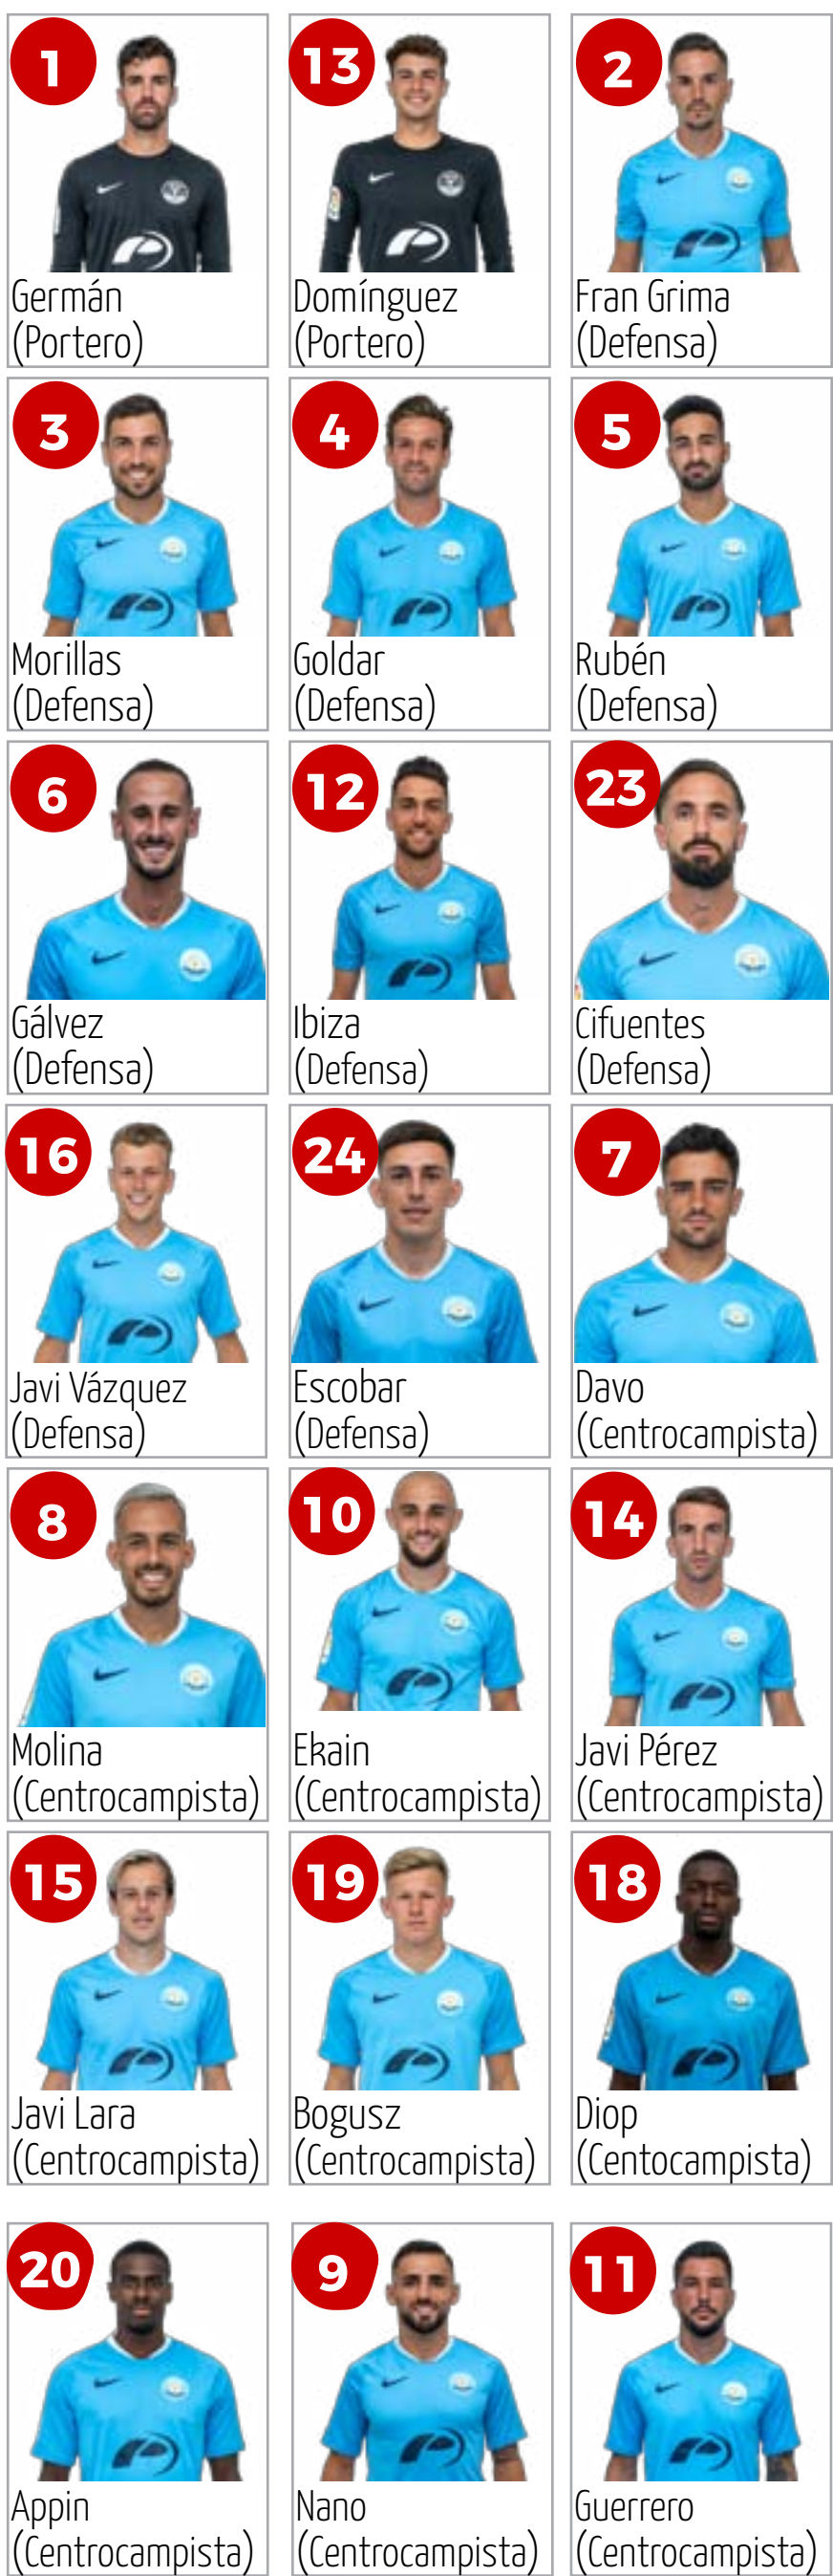 1
Germán
(Portero)
13
Domínguez
(Portero)
2
Fran Grima
(Defensa)
3
Morillas
(Defensa)
4
Goldar
(Defensa)
5
Rubén
(Defensa)
6
Gálvez
(Defensa)
12
Ibiza
(Defensa)
23
Cifuentes
(Defensa)
16
Javi Vázquez
(Defensa)
24
Escobar
(Defensa)
7
Davo
(Centrocampista)
8
Molina
(Centrocampista)
10
Ekain
(Centrocampista)
14
Javi Pérez
(Centrocampista)
15
Javi Lara
(Centrocampista)
19
Bogusz
(Centrocampista)
18
Diop
(Centocampista)
20
Appin
(Centrocampista)
9
Nano
(Centrocampista)
11
Guerrero
(Centrocampista)